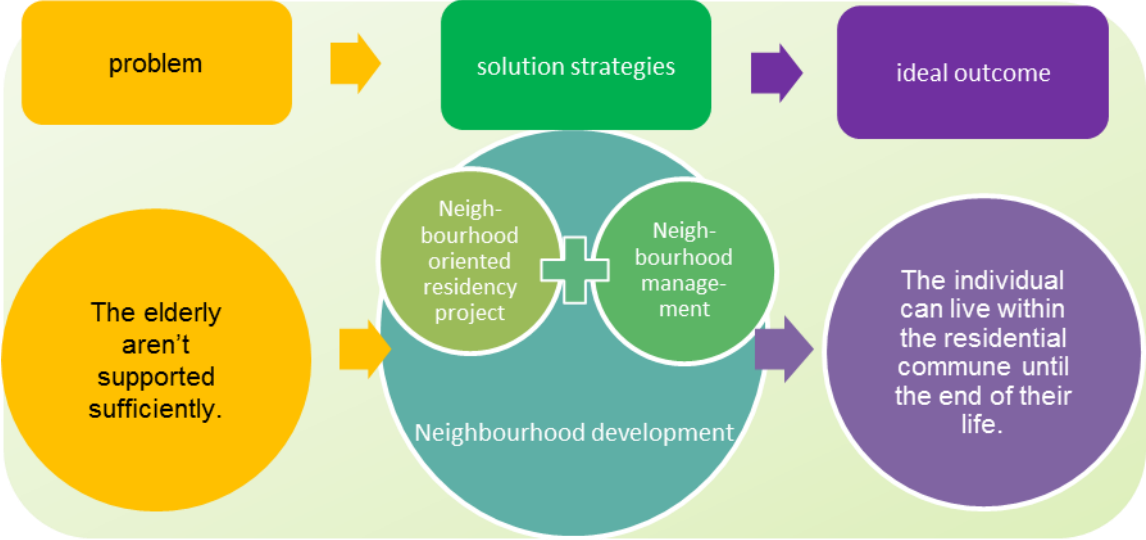 problem
solution strategies
ideal outcome
The elderly
aren't
supported
sufficiently.
Neigh-
bourhood
oriented
residency
project
Neigh-
bourhood
manage-
ment
Neighbourhood development
The individual
can live within
the residential
commune until
the end of their
life.